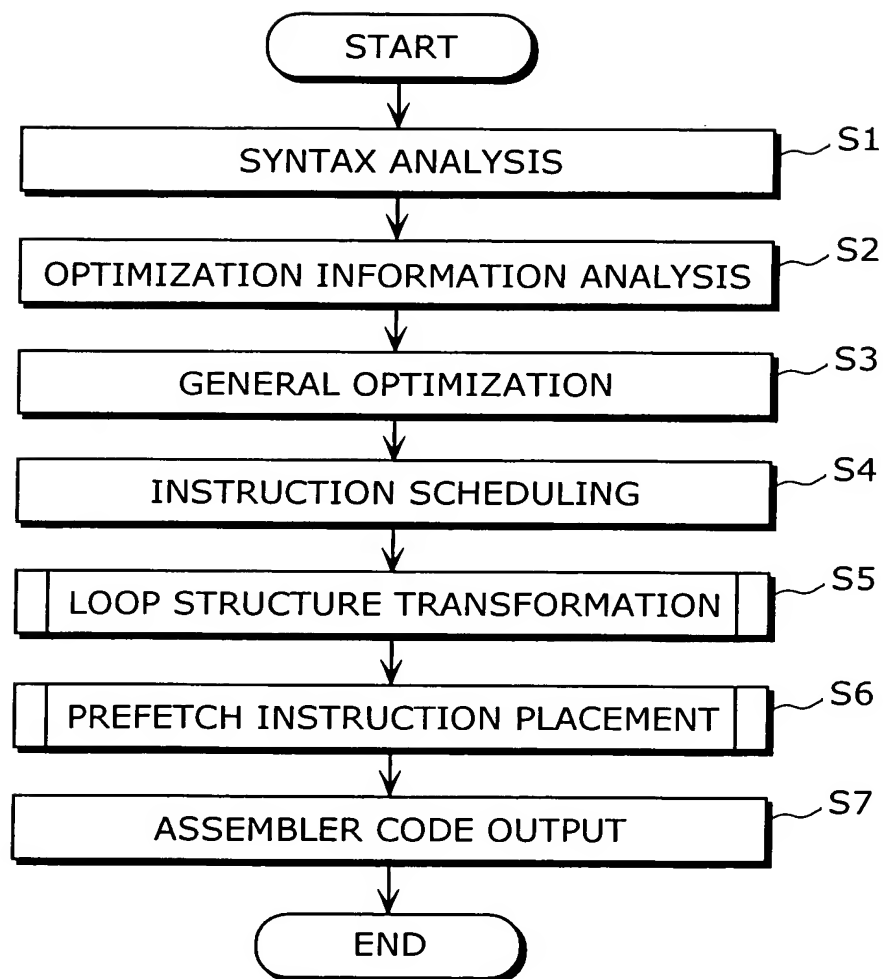 START
SYNTAX ANALYSIS
S1
OPTIMIZATION INFORMATION ANALYSIS
S2
GENERAL OPTIMIZATION
S3
INSTRUCTION SCHEDULING
S4
LOOP STRUCTURE TRANSFORMATION
S5
PREFETCH INSTRUCTION PLACEMENT
S6
ASSEMBLER CODE OUTPUT
S7
END